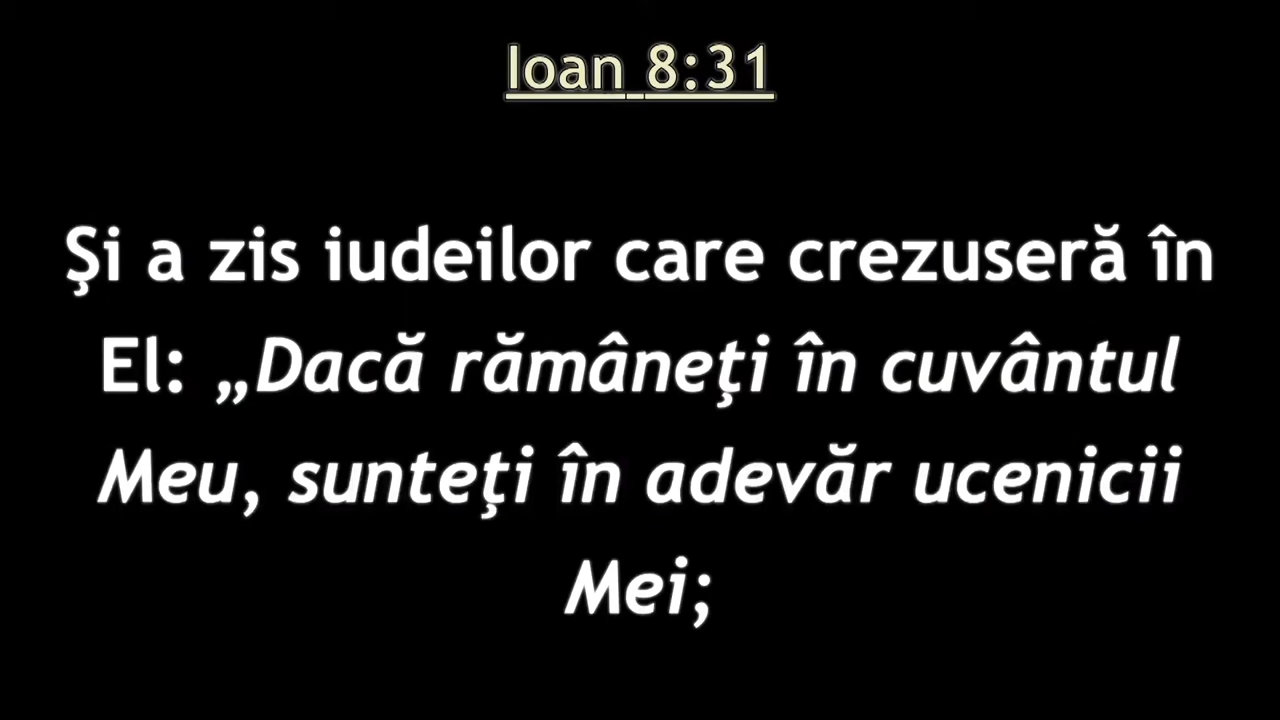 Ioan 8:31
Şi a zis iudeilor care crezuseră în
El: „Dacă rămâneţi în cuvântul
Meu, sunteţi în adevăr ucenicii
Mei;